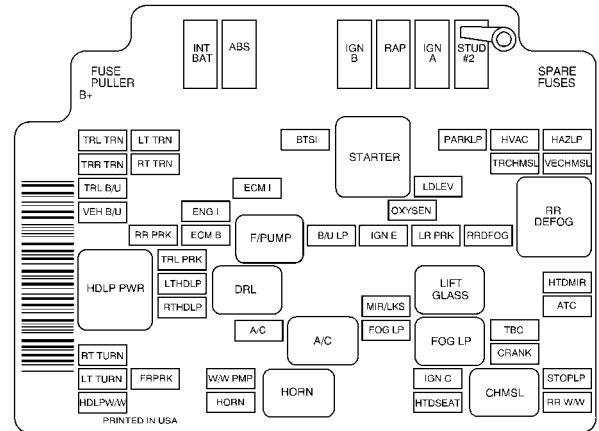 INT
BAT
ABS
IGN
B
RAP
IGN
A
STUD
#2
FUSE
PULLER
B+
SPARE
FUSES
TRL TRN
LT TRN
BTSI
STARTER
PARKLP
HVAC
HAZLP
TRR TRN
RT TRN
TRCHMSL
VECHMSL
TRL B/U
ECM I
LDLEV
RR
DEFOG
VEH B/U
ENG I
OXYSEN
RR PRK
ECM B
F/PUMP
B/U LP
IGN E
LR PRK
RRDFOG
TRL PRK
HDLP PWR
LTHDLP
DRL
LIFT
GLASS
HTDMIR
RTHDLP
MIR/LKS
ATC
A/C
A/C
FOG LP
FOG LP
TBC
RT TURN
CRANK
LT TURN
FRPRK
W/W PMP
HORN
IGN C
CHMSL
STOPLP
HDLPW/W
HORN
HTDSEAT
RR W/W
PRINTED IN USA